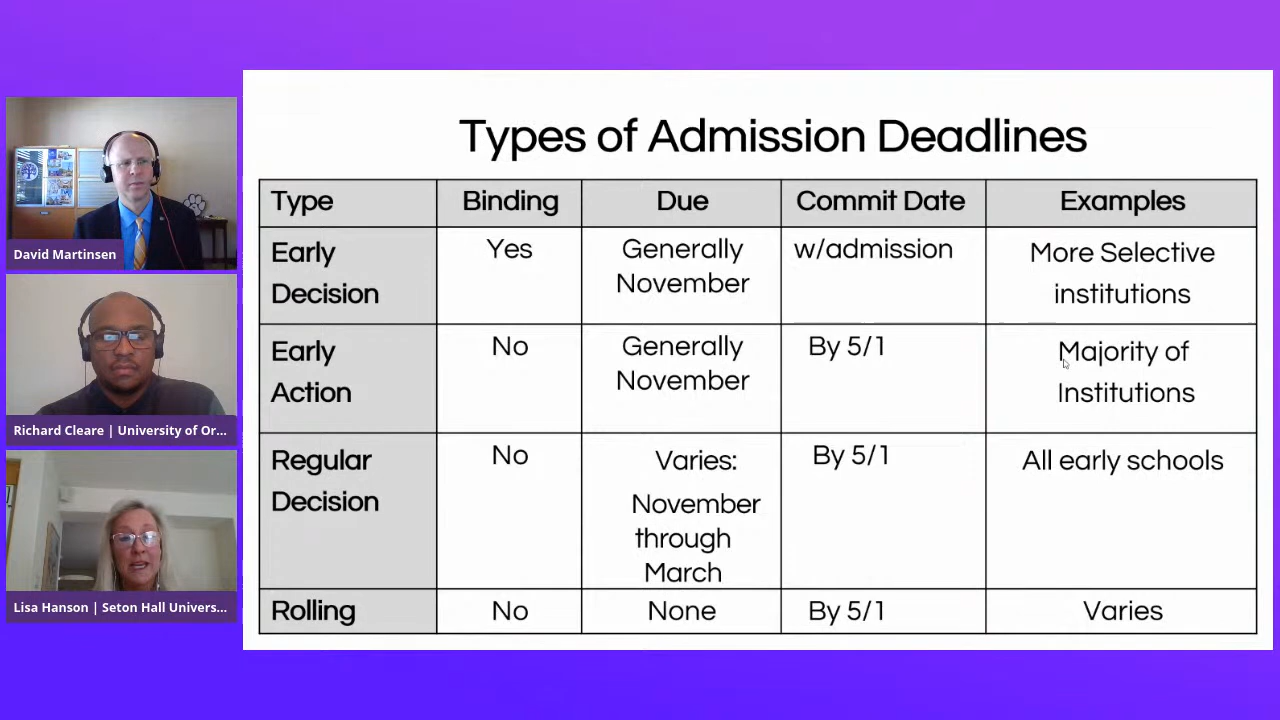 Types of Admission Deadlines
Type Binding Due Commit Date Examples
Early Decision Yes Generally November w/admission More Selective institutions
Early Action No Generally November By 5/1 Majority of Institutions
Regular Decision No Varies: November through March By 5/1 All early schools
Rolling No None By 5/1 Varies
David Martinsen
Richard Cleare | University of Or...
Lisa Hanson | Seton Hall Univers...